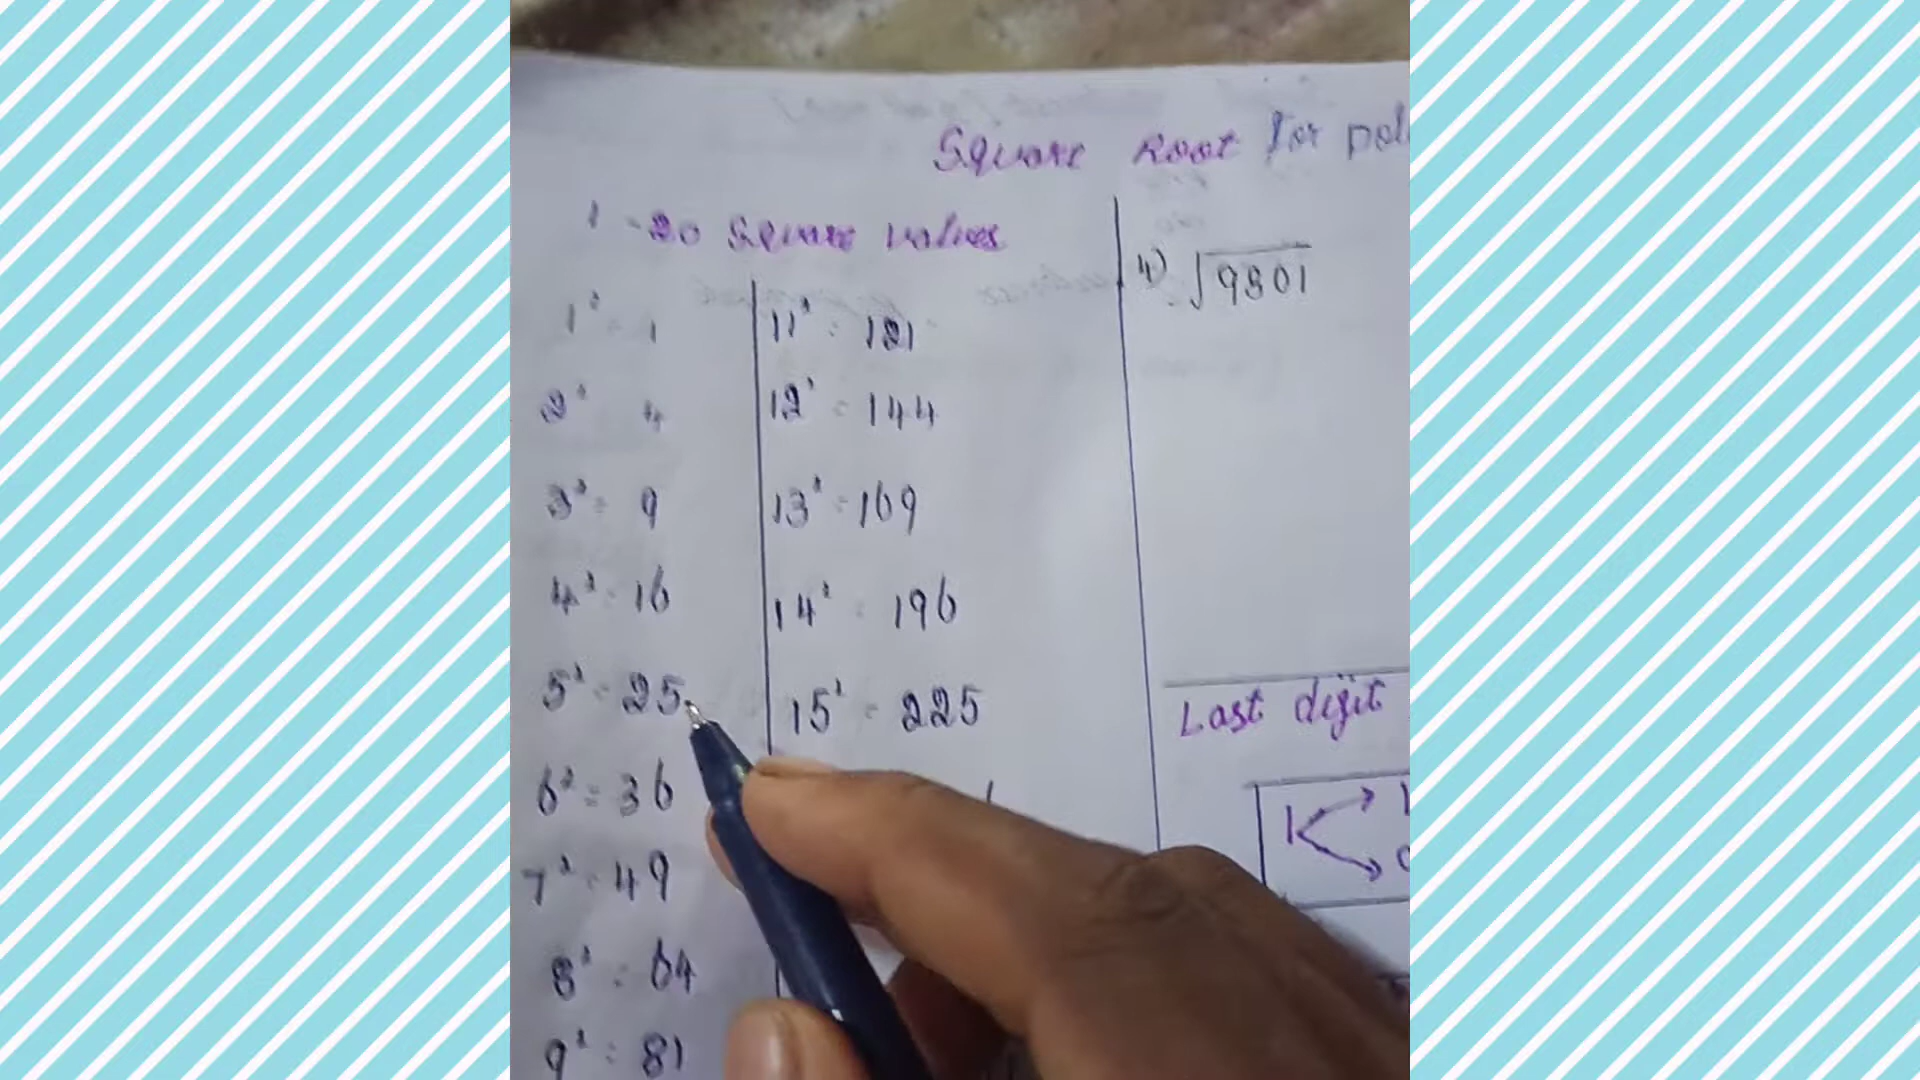 Square Root for
1 - 20 Square values
1² = 1
2² 4
3² = 9
4² = 16
5² = 25
6² = 36
7² = 49
8² = 64
9² = 81
11² = 121
12² = 144
13² = 169
14² = 196
15² = 225
4) √9801
Last digit
1